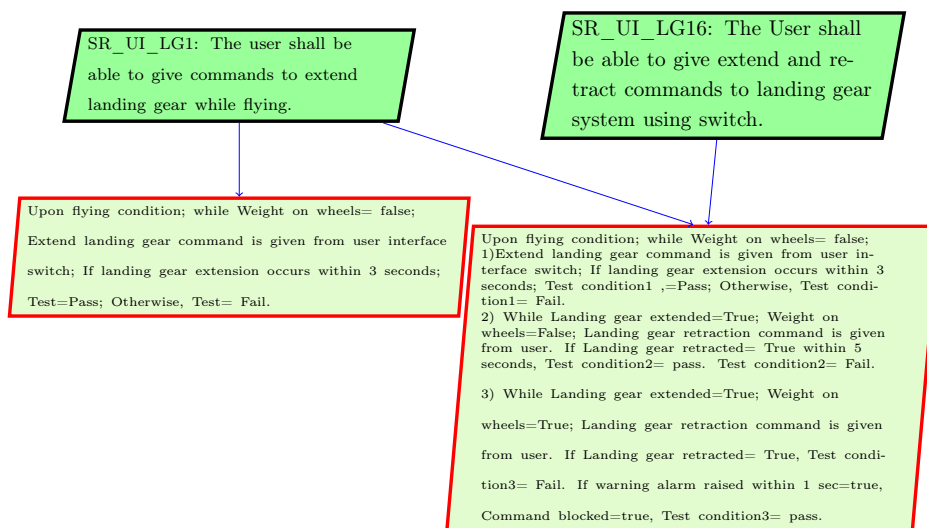 SR_UI_LG1: The user shall be
able to give commands to extend
landing gear while flying.
SR_UI_LG16: The User shall
be able to give extend and re-
tract commands to landing gear
system using switch.
Upon flying condition; while Weight on wheels= false;
Extend landing gear command is given from user interface
switch; If landing gear extension occurs within 3 seconds;
Test=Pass; Otherwise, Test= Fail.
Upon flying condition; while Weight on wheels= false;
1)Extend landing gear command is given from user in-
terface switch; If landing gear extension occurs within 3
seconds; Test condition1 ,=Pass; Otherwise, Test condi-
tion1= Fail.
2) While Landing gear extended=True; Weight on
wheels=False; Landing gear retraction command is given
from user. If Landing gear retracted= True within 5
seconds, Test condition2= pass. Test condition2= Fail.
3) While Landing gear extended=True; Weight on
wheels=True; Landing gear retraction command is given
from user. If Landing gear retracted= True, Test condi-
tion3= Fail. If warning alarm raised within 1 sec=true,
Command blocked=true, Test condition3= pass.